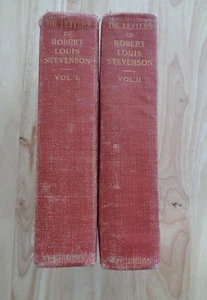 THE LETTERS
OF
ROBERT
LOUIS
STEVENSON
VOL. I.
THE LETTERS
OF
ROBERT
LOUIS
STEVENSON
VOL. II